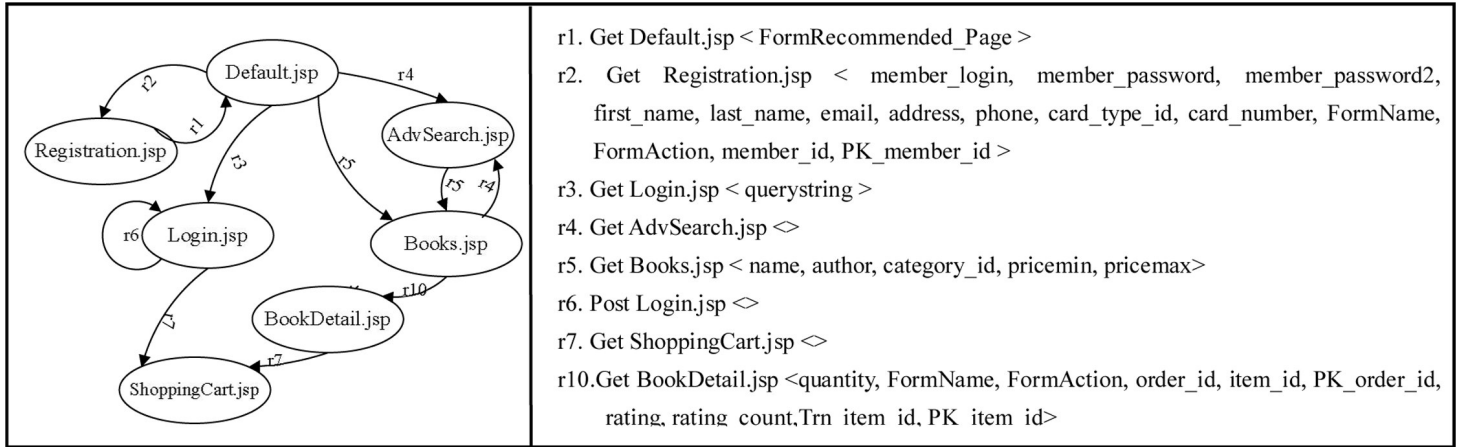 Default.jsp
r4
r2
r1
AdvSearch.jsp
Registration.jsp
r3
r5
r5
r4
r6
Login.jsp
Books.jsp
r10
BookDetail.jsp
r7
r7
ShoppingCart.jsp
r1. Get Default.jsp < FormRecommended_Page >
r2. Get Registration.jsp < member_login, member_password, member_password2,
first_name, last_name, email, address, phone, card_type_id, card_number, FormName,
FormAction, member_id, PK_member_id >
r3. Get Login.jsp < querystring >
r4. Get AdvSearch.jsp <>
r5. Get Books.jsp < name, author, category_id, pricemin, pricemax>
r6. Post Login.jsp <>
r7. Get ShoppingCart.jsp <>
r10.Get BookDetail.jsp <quantity, FormName, FormAction, order_id, item_id, PK_order_id,
rating, rating_count,Trn_item_id, PK_item_id>